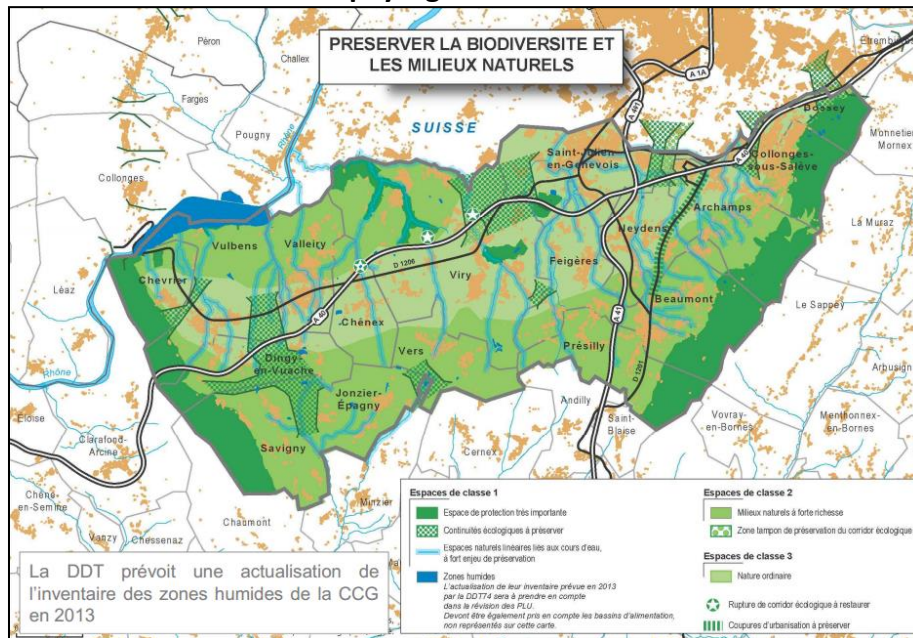 PRESERVER LA BIODIVERSITE ET
LES MILIEUX NATURELS
Péron
Challex
Farges
Pougny
Collonges
Léaz
Rhône
Rhône
SUISSE
A 1A
A 401
A 40
A 40
A 41
D 1206
D 1201
Etrembières
Bossey
Monnetier
Mornex
Collonges-
sous-Salève
Saint-Julien-
en-Genevois
Archamps
Neydens
La Muraz
Vulbens
Valleiry
Viry
Feigères
Chevrier
Beaumont
Le Sappey
Chênex
Vers
Présilly
Dingy-
en-Vuache
Jonzier-
Epagny
Savigny
Arbusigny
Andilly
Saint-
Blaise
Vovray-
en-Bornes
Menthonnex-
en-Bornes
Cernex
Minzier
Eloise
Clarafond-
Arcine
Chêne-
en-Semine
Vanzy
Chessenaz
Chaumont
La DDT prévoit une actualisation de
l'inventaire des zones humides de la CCG
en 2013
Espaces de classe 1
Espace de protection très importante
Continuités écologiques à préserver
Espaces naturels linéaires liés aux cours d'eau,
à fort enjeu de préservation
Zones humides
L'actualisation de leur inventaire prévue en 2013
par la DDT74 sera à prendre en compte
dans la révision des PLU.
Devront être également pris en compte les bassins d'alimentation,
non représentés sur cette carte.
Espaces de classe 2
Milieux naturels à forte richesse
Zone tampon de préservation du corridor écologique
Espaces de classe 3
Nature ordinaire
Rupture de corridor écologique à restaurer
Coupures d'urbanisation à préserver